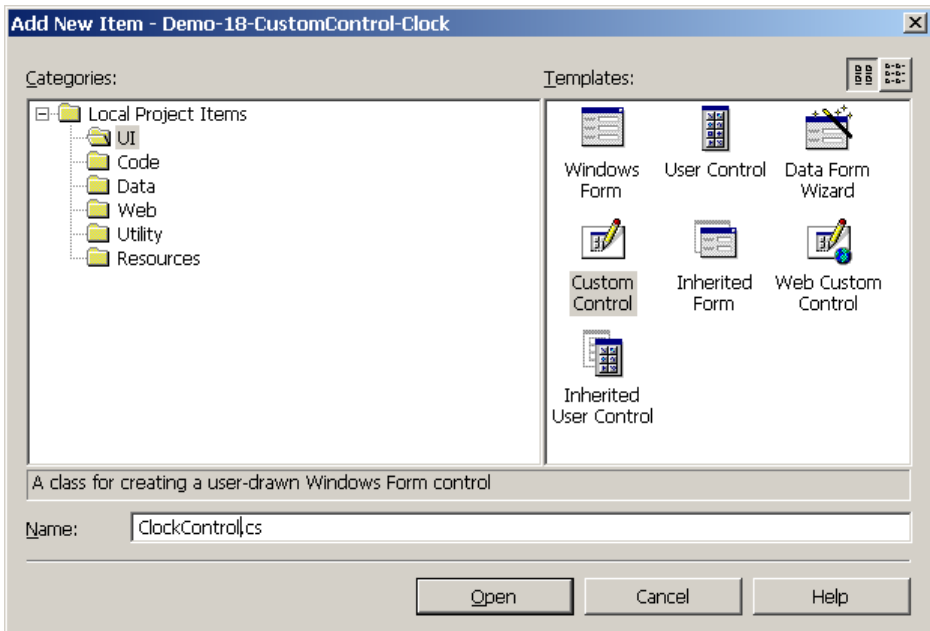 Add New Item - Demo-18-CustomControl-Clock
Categories:
Templates:
Local Project Items
UI
Code
Data
Web
Utility
Resources
Windows Form
User Control
Data Form Wizard
Custom Control
Inherited Form
Web Custom Control
Inherited User Control
A class for creating a user-drawn Windows Form control
Name:
ClockControl.cs
Open
Cancel
Help